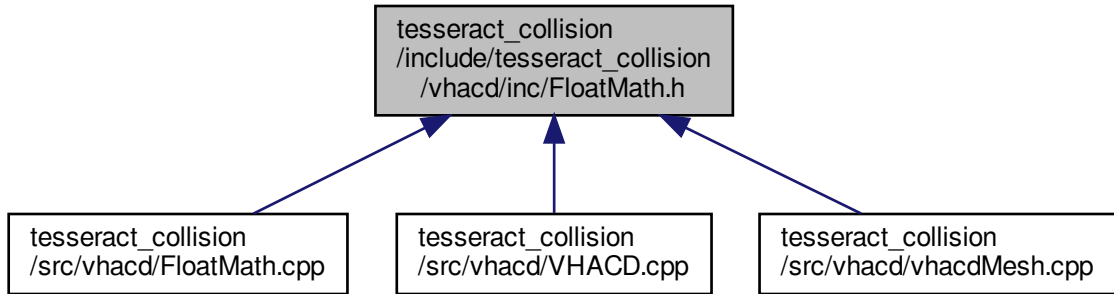 tesseract_collision
/include/tesseract_collision
/vhacd/inc/FloatMath.h
tesseract_collision
/src/vhacd/FloatMath.cpp
tesseract_collision
/src/vhacd/VHACD.cpp
tesseract_collision
/src/vhacd/vhacdMesh.cpp